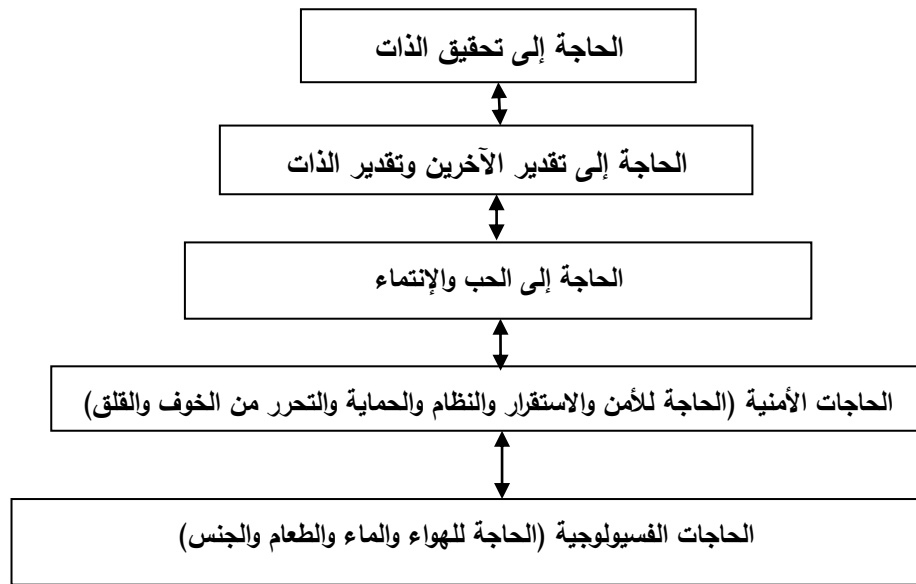 الحاجة إلى تحقيق الذات
الحاجة إلى تقدير الآخرين وتقدير الذات
الحاجة إلى الحب والإنتماء
الحاجات الأمنية (الحاجة للأمن والاستقرار والنظام والحماية والتحرر من الخوف والقلق)
الحاجات الفسيولوجية (الحاجة للهواء والماء والطعام والجنس)